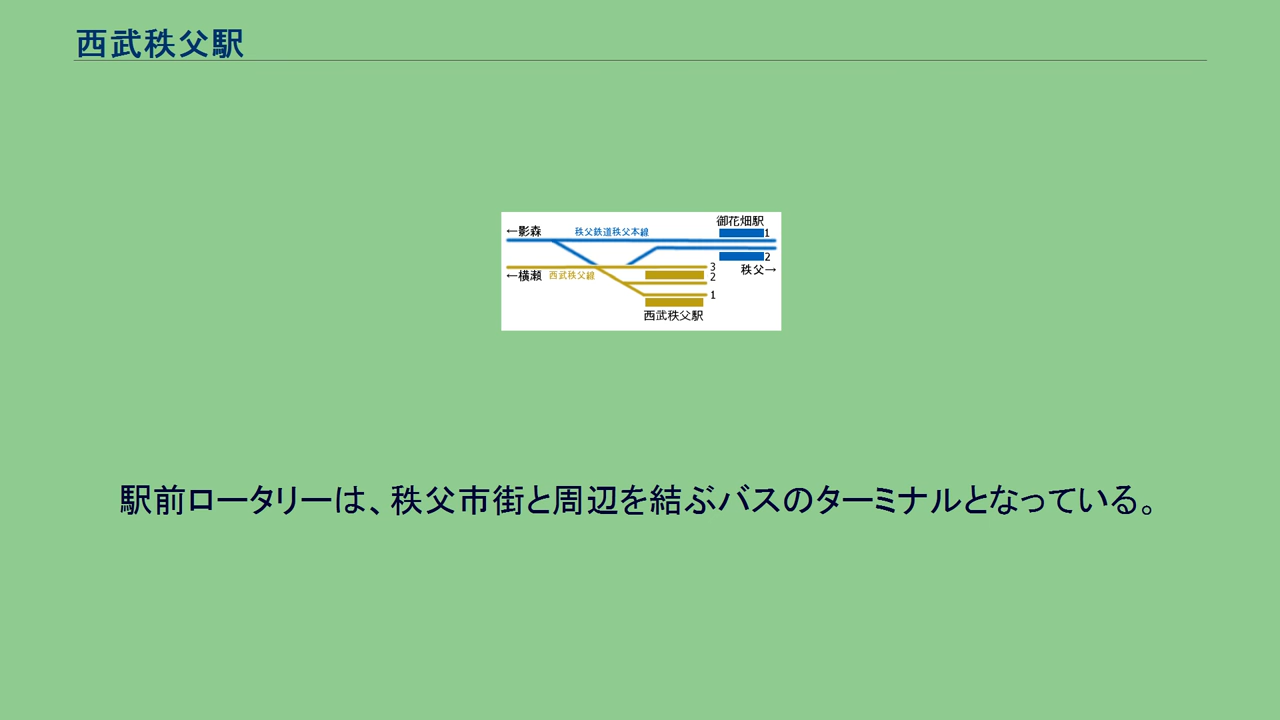 西武秩父駅
御花畑駅
←影森
秩父鉄道秩父本線
1
2
秩父→
←横瀬
西武秩父線
3
2
1
西武秩父駅
駅前ロータリーは、秩父市街と周辺を結ぶバスのターミナルとなっている。